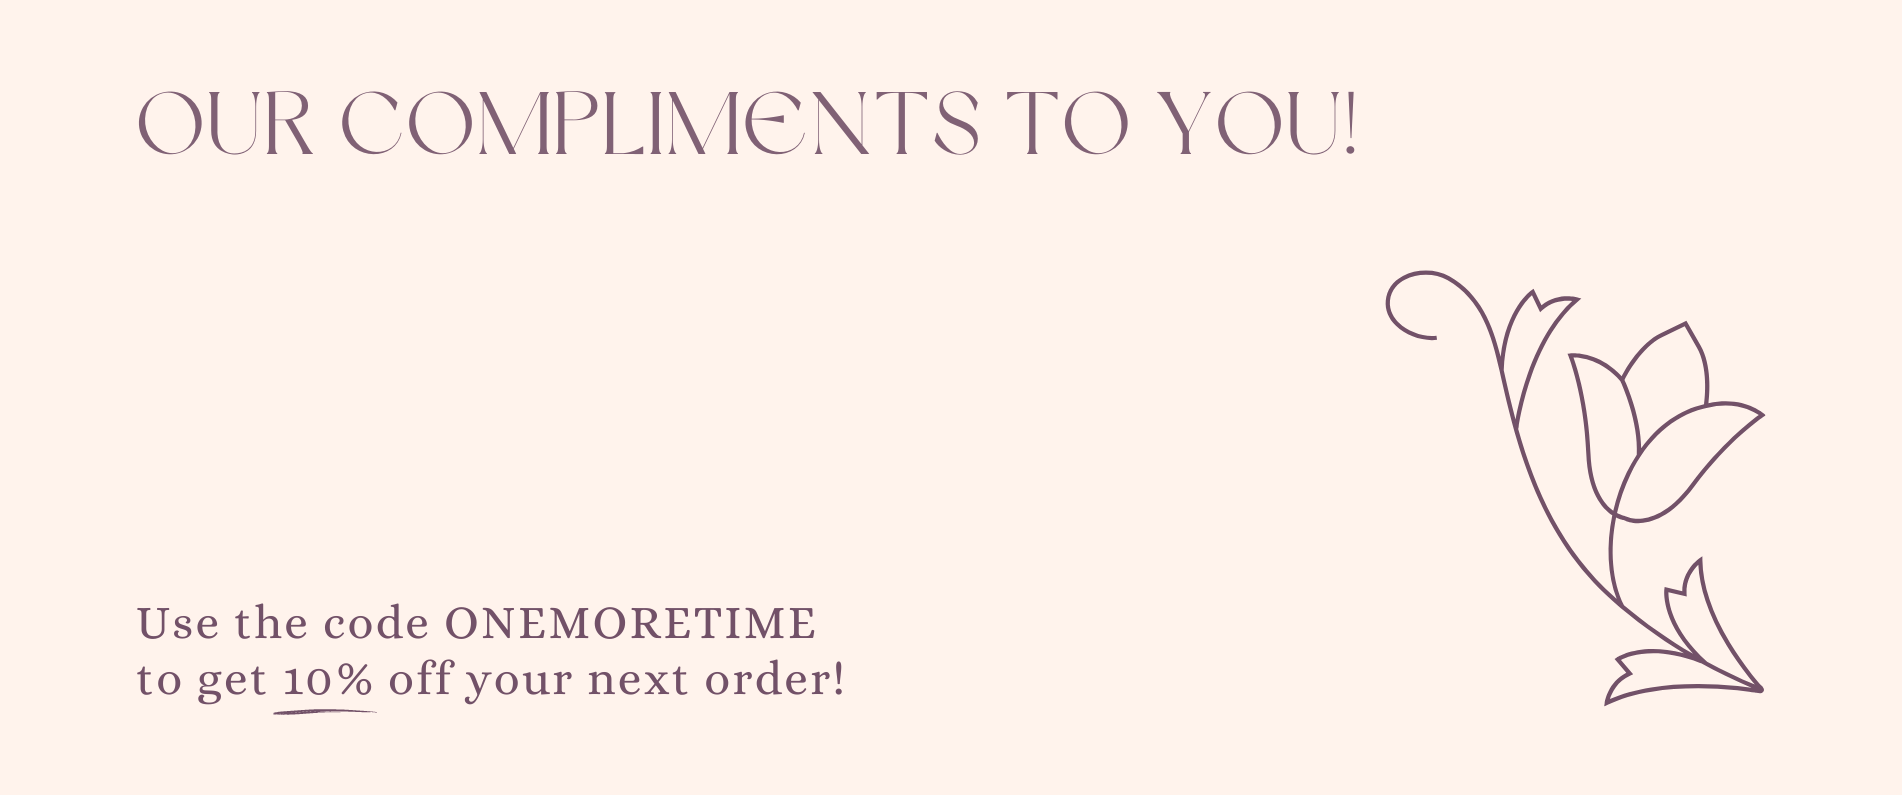 OUR COMPLIMENTS TO YOU!
Use the code ONEMORETIME
to get 10% off your next order!